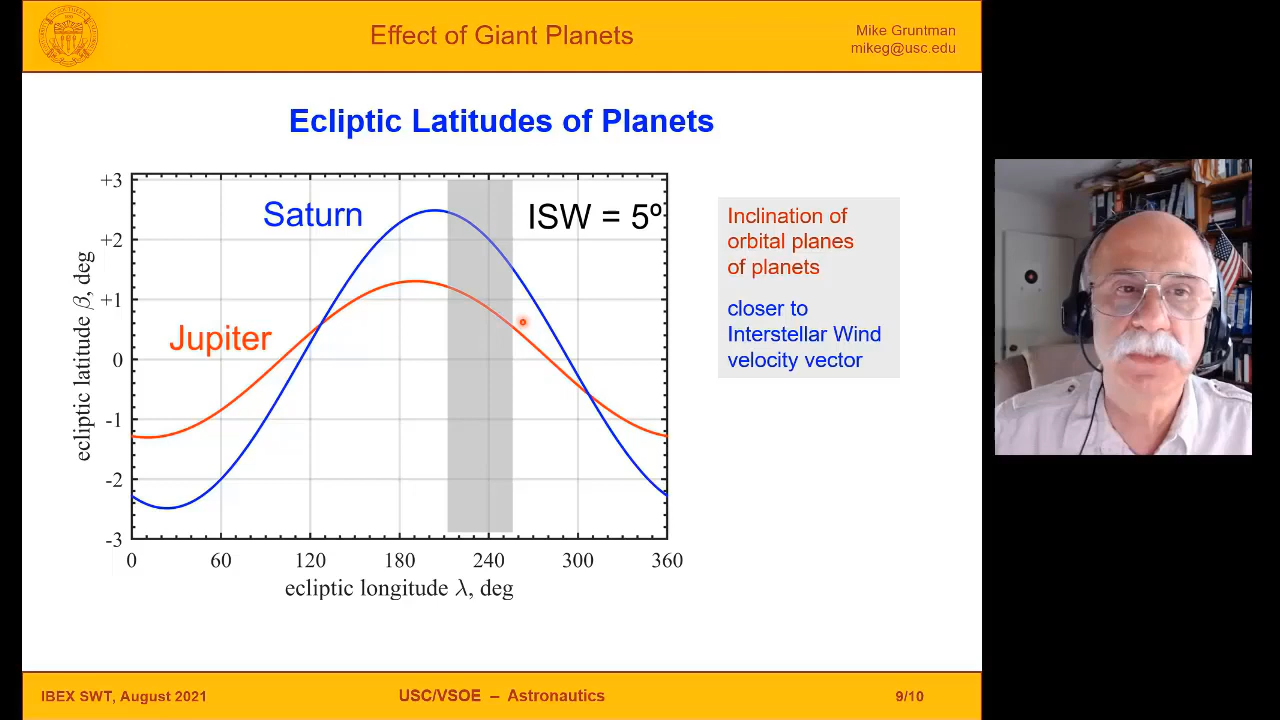 Effect of Giant Planets
Mike Gruntman
mikeg@usc.edu
Ecliptic Latitudes of Planets
+3
+2
+1
0
-1
-2
-3
ecliptic latitude β, deg
Saturn
Jupiter
ISW = 5º
0 60 120 180 240 300 360
ecliptic longitude λ, deg
Inclination of
orbital planes
of planets
closer to
Interstellar Wind
velocity vector
IBEX SWT, August 2021
USC/VSOE – Astronautics
9/10